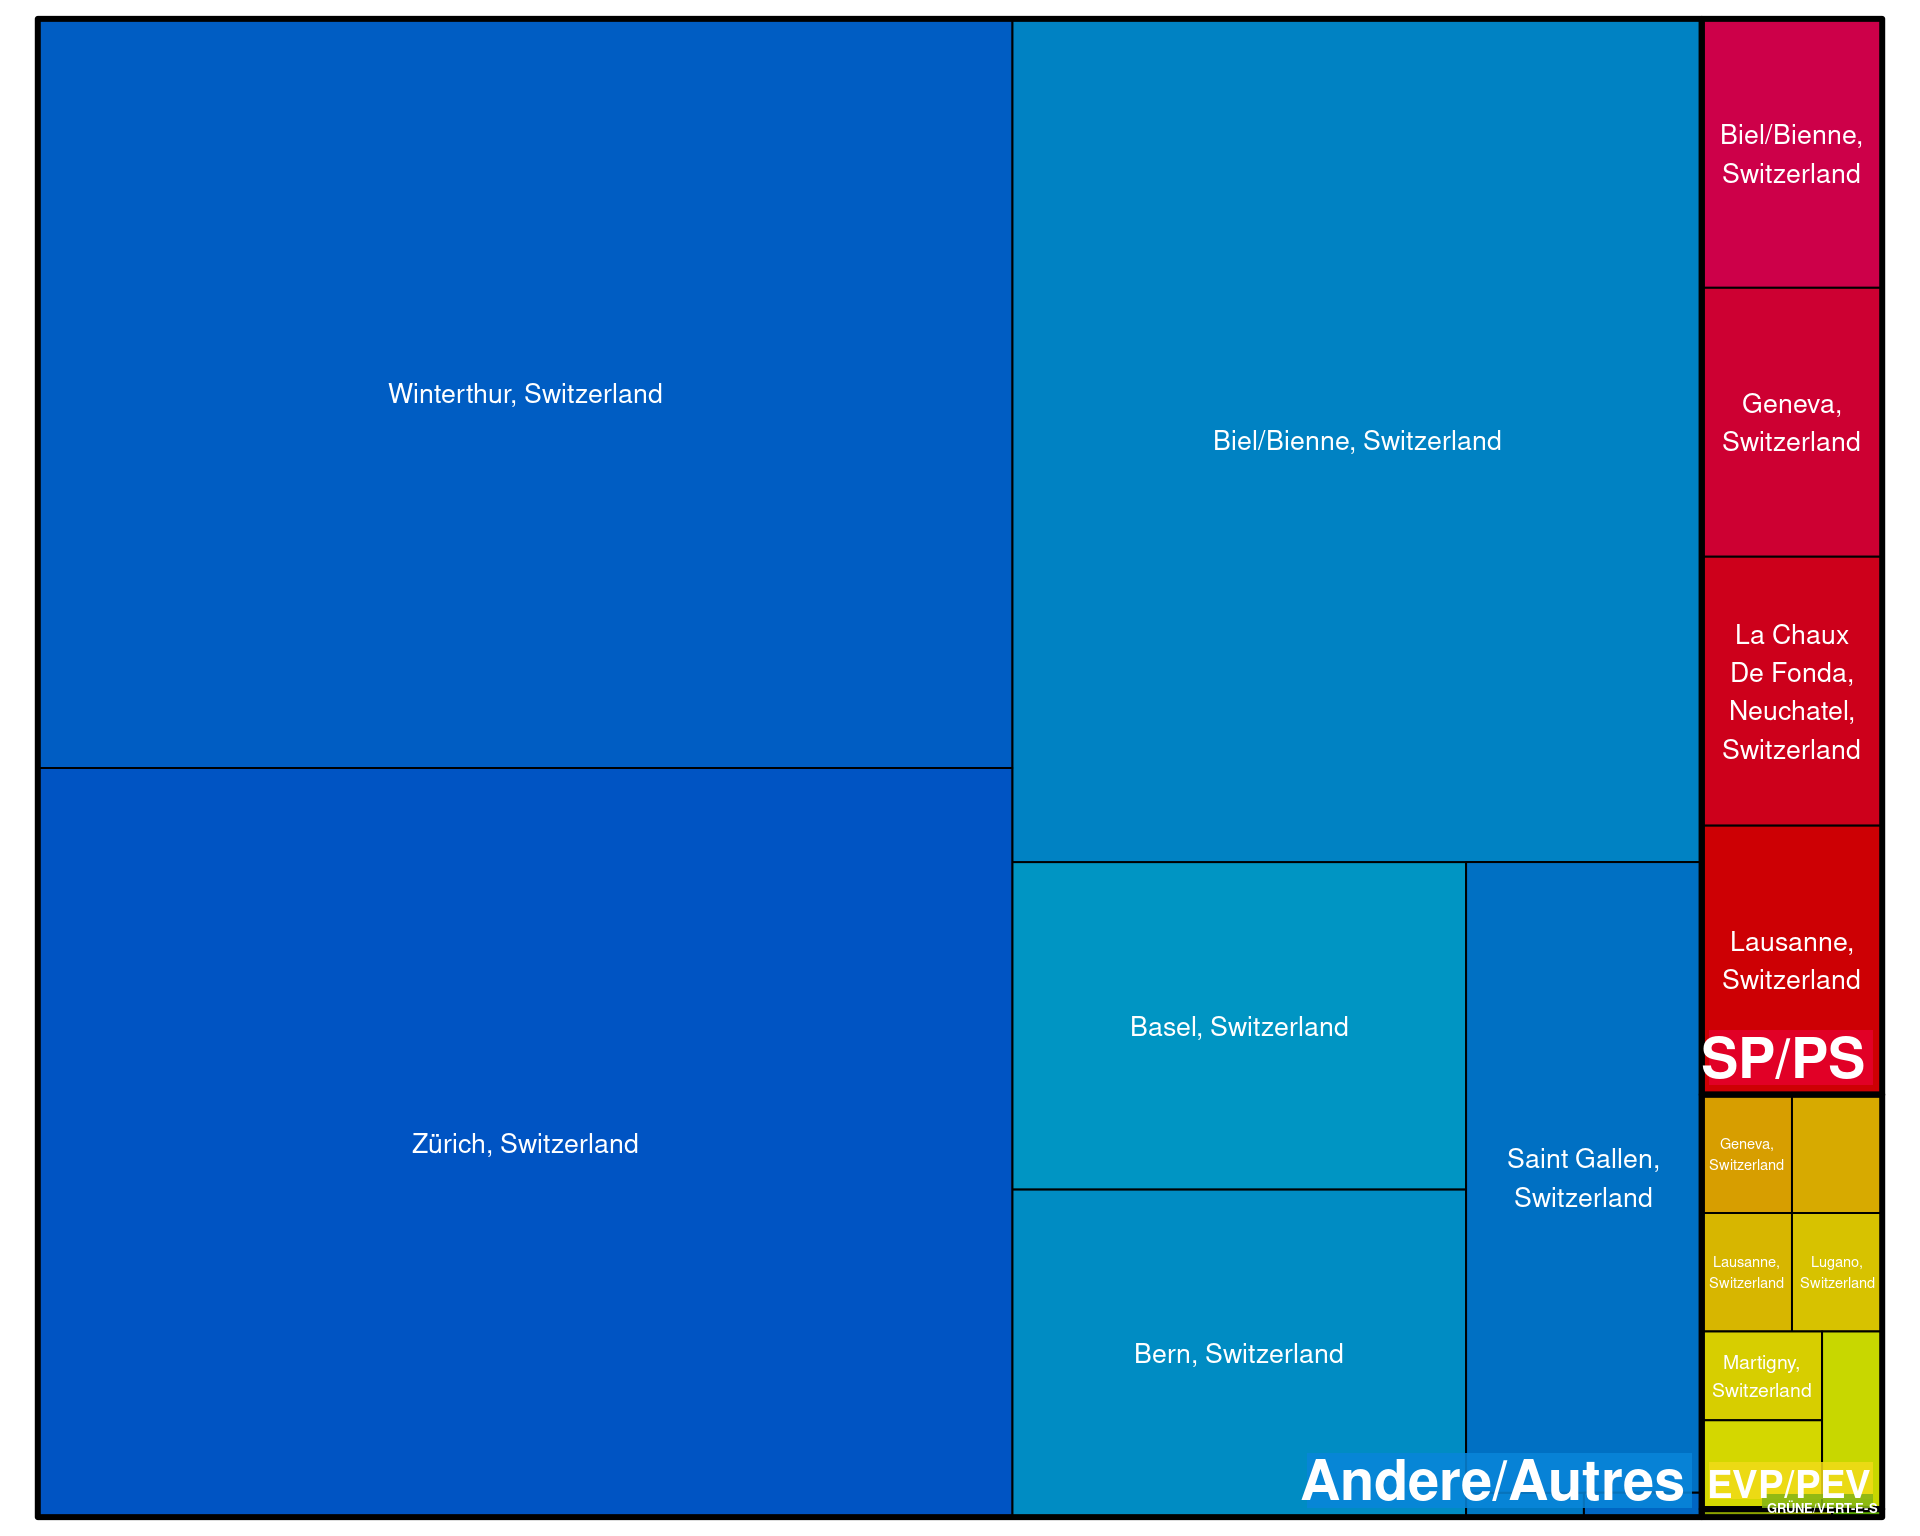 Winterthur, Switzerland
Zürich, Switzerland
Biel/Bienne, Switzerland
Basel, Switzerland
Bern, Switzerland
Saint Gallen,
Switzerland
Andere/Autres
Biel/Bienne,
Switzerland
Geneva,
Switzerland
La Chaux
De Fonda,
Neuchatel,
Switzerland
Lausanne,
Switzerland
SP/PS
Geneva,
Switzerland
Lausanne,
Switzerland
Lugano,
Switzerland
Martigny,
Switzerland
EVP/PEV
GRÜNE/VERT-E-S